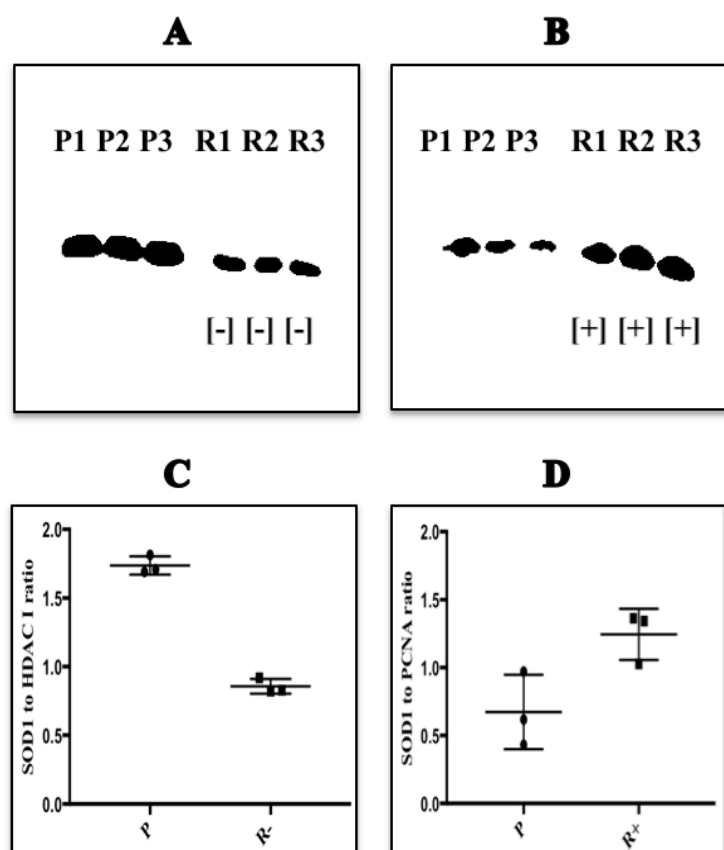 A
P1 P2 P3 R1 R2 R3
[-] [-] [-]
B
P1 P2 P3 R1 R2 R3
[+] [+] [+]
C
SOD1 to HDAC I ratio
2.0
1.5
1.0
0.5
0.0
P
R-
D
SOD1 to PCNA ratio
2.0
1.5
1.0
0.5
0.0
P
R+